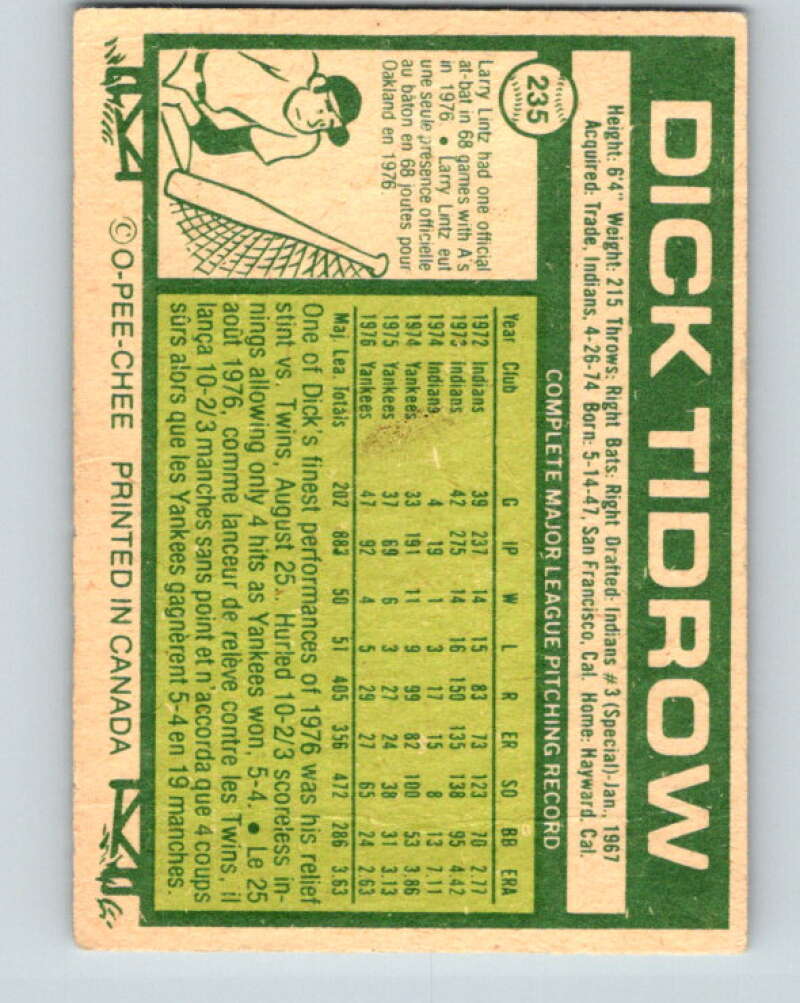 DICK TIDROW
Height: 6'4" Weight: 215 Throws: Right Bats: Right Drafted: Indians #3 (Special)-Jan., 1967
Acquired: Trade, Indians, 4-26-74 Born: 5-14-47, San Francisco, Cal. Home: Hayward, Cal.
235
Larry Lintz had one official
at-bat in 68 games with A's
in 1976 • Larry Lintz eut
une seule présence officielle
au bâton en 68 joutes pour
Oakland en 1976.
COMPLETE MAJOR LEAGUE PITCHING RECORD
Year Club G IP W L R ER SO BB ERA
1972 Indians 39 237 14 15 83 73 123 70 2.77
1973 Indians 42 275 14 16 150 135 138 95 4.42
1974 Indians 4 19 1 3 17 15 8 13 7.11
1974 Yankees 33 191 11 9 99 82 100 53 3.86
1975 Yankees 37 69 6 3 27 24 38 31 3.13
1976 Yankees 47 92 4 5 29 27 65 24 2.63
Maj. Lea. Totals 202 883 50 51 405 356 472 286 3.63
One of Dick's finest performances of 1976 was his relief
stint vs. Twins, August 25. Hurled 10-2/3 scoreless in-
nings allowing only 4 hits as Yankees won, 5-4. • Le 25
août 1976, comme lanceur de relève contre les Twins, il
lança 10-2/3 manches sans point et n'accorda que 4 coups
sûrs alors que les Yankees gagnèrent 5-4 en 19 manches.
©O-PEE-CHEE PRINTED IN CANADA